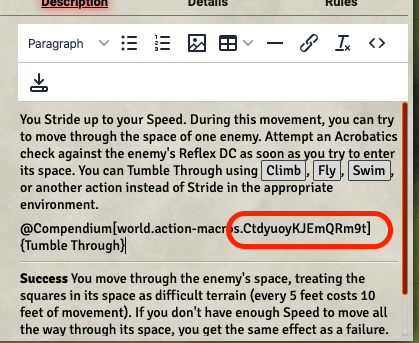 Description Details Rules
Paragraph
You Stride up to your Speed. During this movement, you can try
to move through the space of one enemy. Attempt an Acrobatics
check against the enemy's Reflex DC as soon as you try to enter
its space. You can Tumble Through using Climb, Fly, Swim,
or another action instead of Stride in the appropriate
environment.
@Compendium[world.action-macros.CtdyuoyKJEmQRm9t]
{Tumble Through}
Success You move through the enemy's space, treating the
squares in its space as difficult terrain (every 5 feet costs 10
feet of movement). If you don't have enough Speed to move all
the way through its space, you get the same effect as a failure.